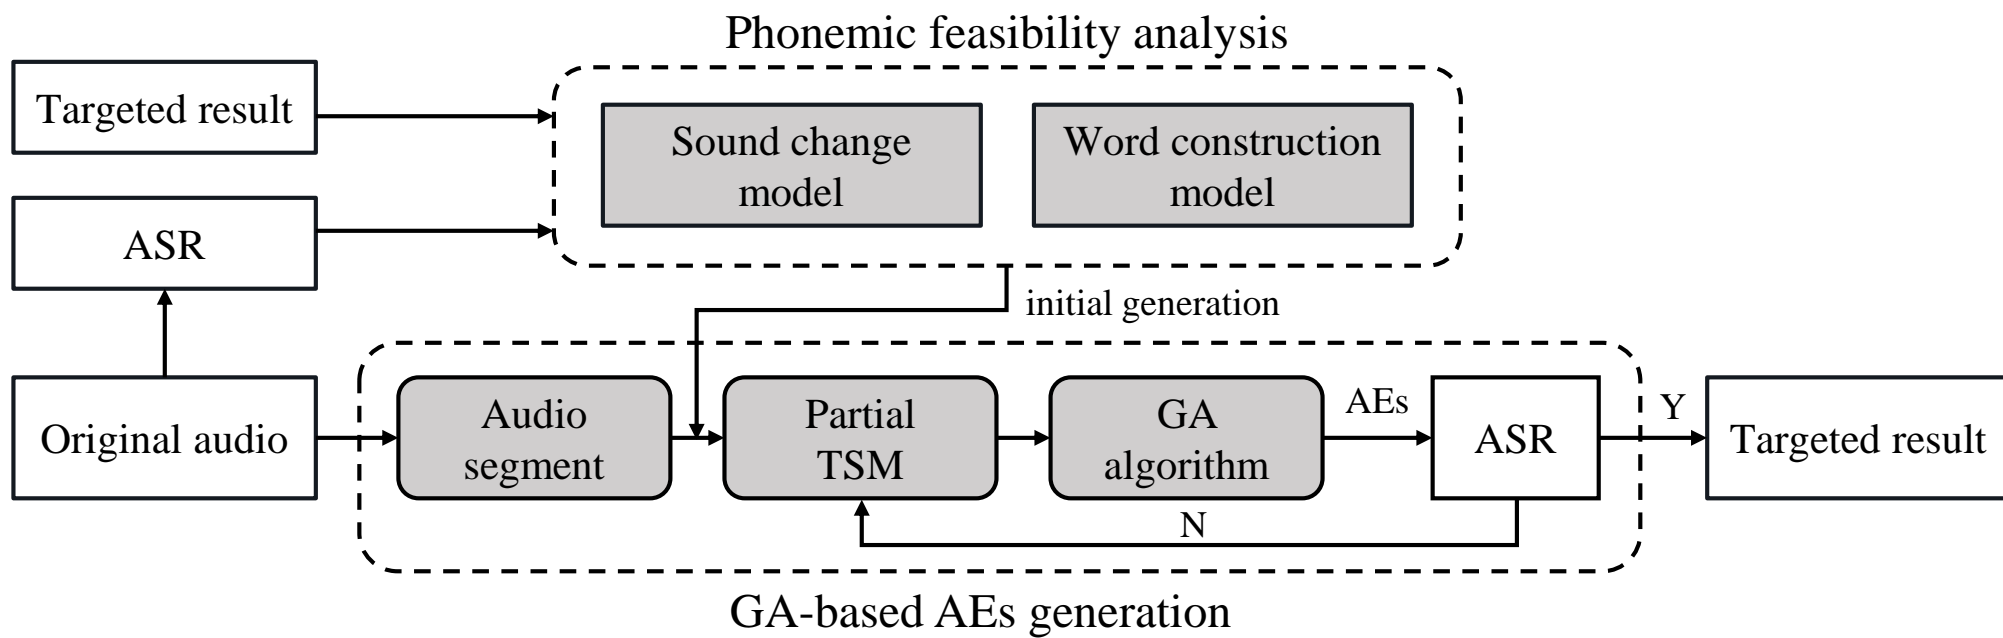 Phonemic feasibility analysis
Targeted result
Sound change
model
Word construction
model
ASR
initial generation
Original audio
Audio
segment
Partial
TSM
GA
algorithm
AEs
ASR
Y
Targeted result
N
GA-based AEs generation